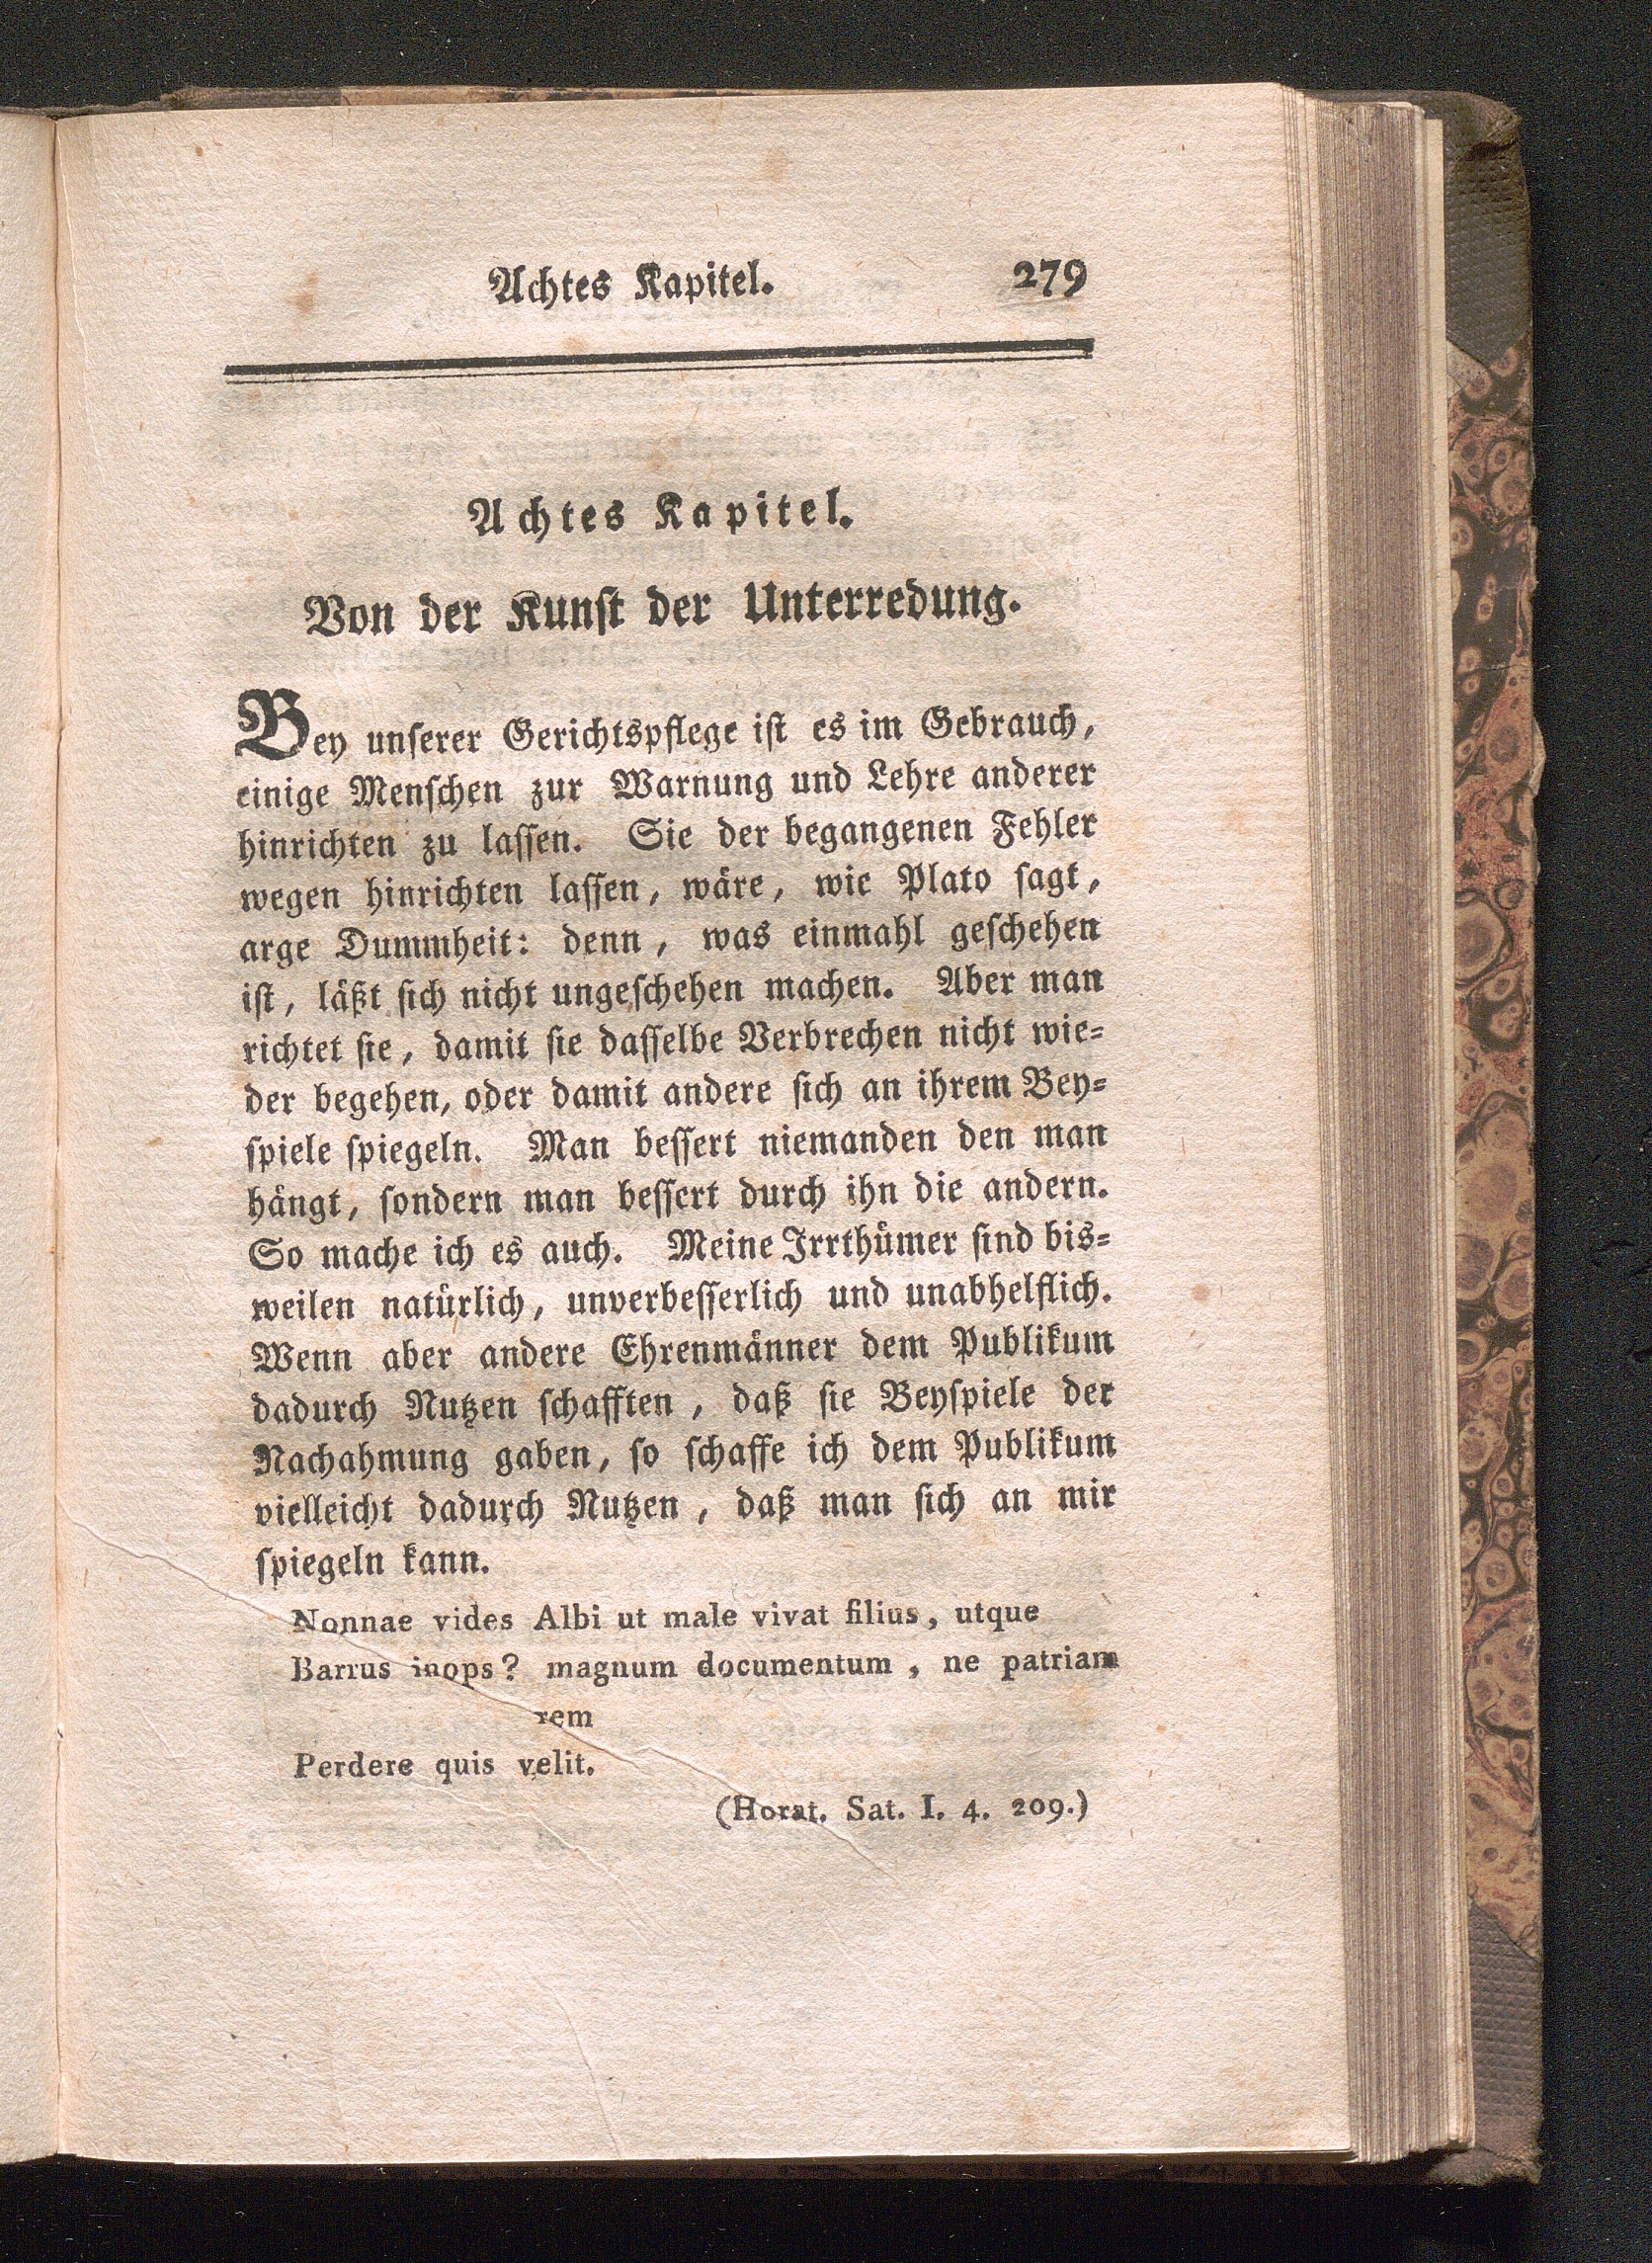 Achtes Kapitel. 279
Achtes Kapitel.
Von der Kunſt der Unterredung.
Bey unſerer Gerichtspflege iſt es im Gebrauch,
einige Menſchen zur Warnung und Lehre anderer
hinrichten zu laſſen. Sie der begangenen Fehler
wegen hinrichten laſſen, wäre, wie Plato ſagt,
arge Dummheit: denn, was einmahl geſchehen
iſt, läßt ſich nicht ungeſchehen machen. Aber man
richtet ſie, damit ſie daſſelbe Verbrechen nicht wie-
der begehen, oder damit andere ſich an ihrem Bey-
ſpiele ſpiegeln. Man beſſert niemanden den man
hängt, ſondern man beſſert durch ihn die andern.
So mache ich es auch. Meine Irrthümer ſind bis-
weilen natürlich, unverbeſſerlich und unabhelflich.
Wenn aber andere Ehrenmänner dem Publikum
dadurch Nutzen ſchafften, daß ſie Beyſpiele der
Nachahmung gaben, ſo ſchaffe ich dem Publikum
vielleicht dadurch Nutzen, daß man ſich an mir
ſpiegeln kann.
Nonnae vides Albi ut male vivat filius, utque
Barrus inops? magnum documentum, ne patriam
rem
Perdere quis velit.
(Horat. Sat. I. 4. 209.)